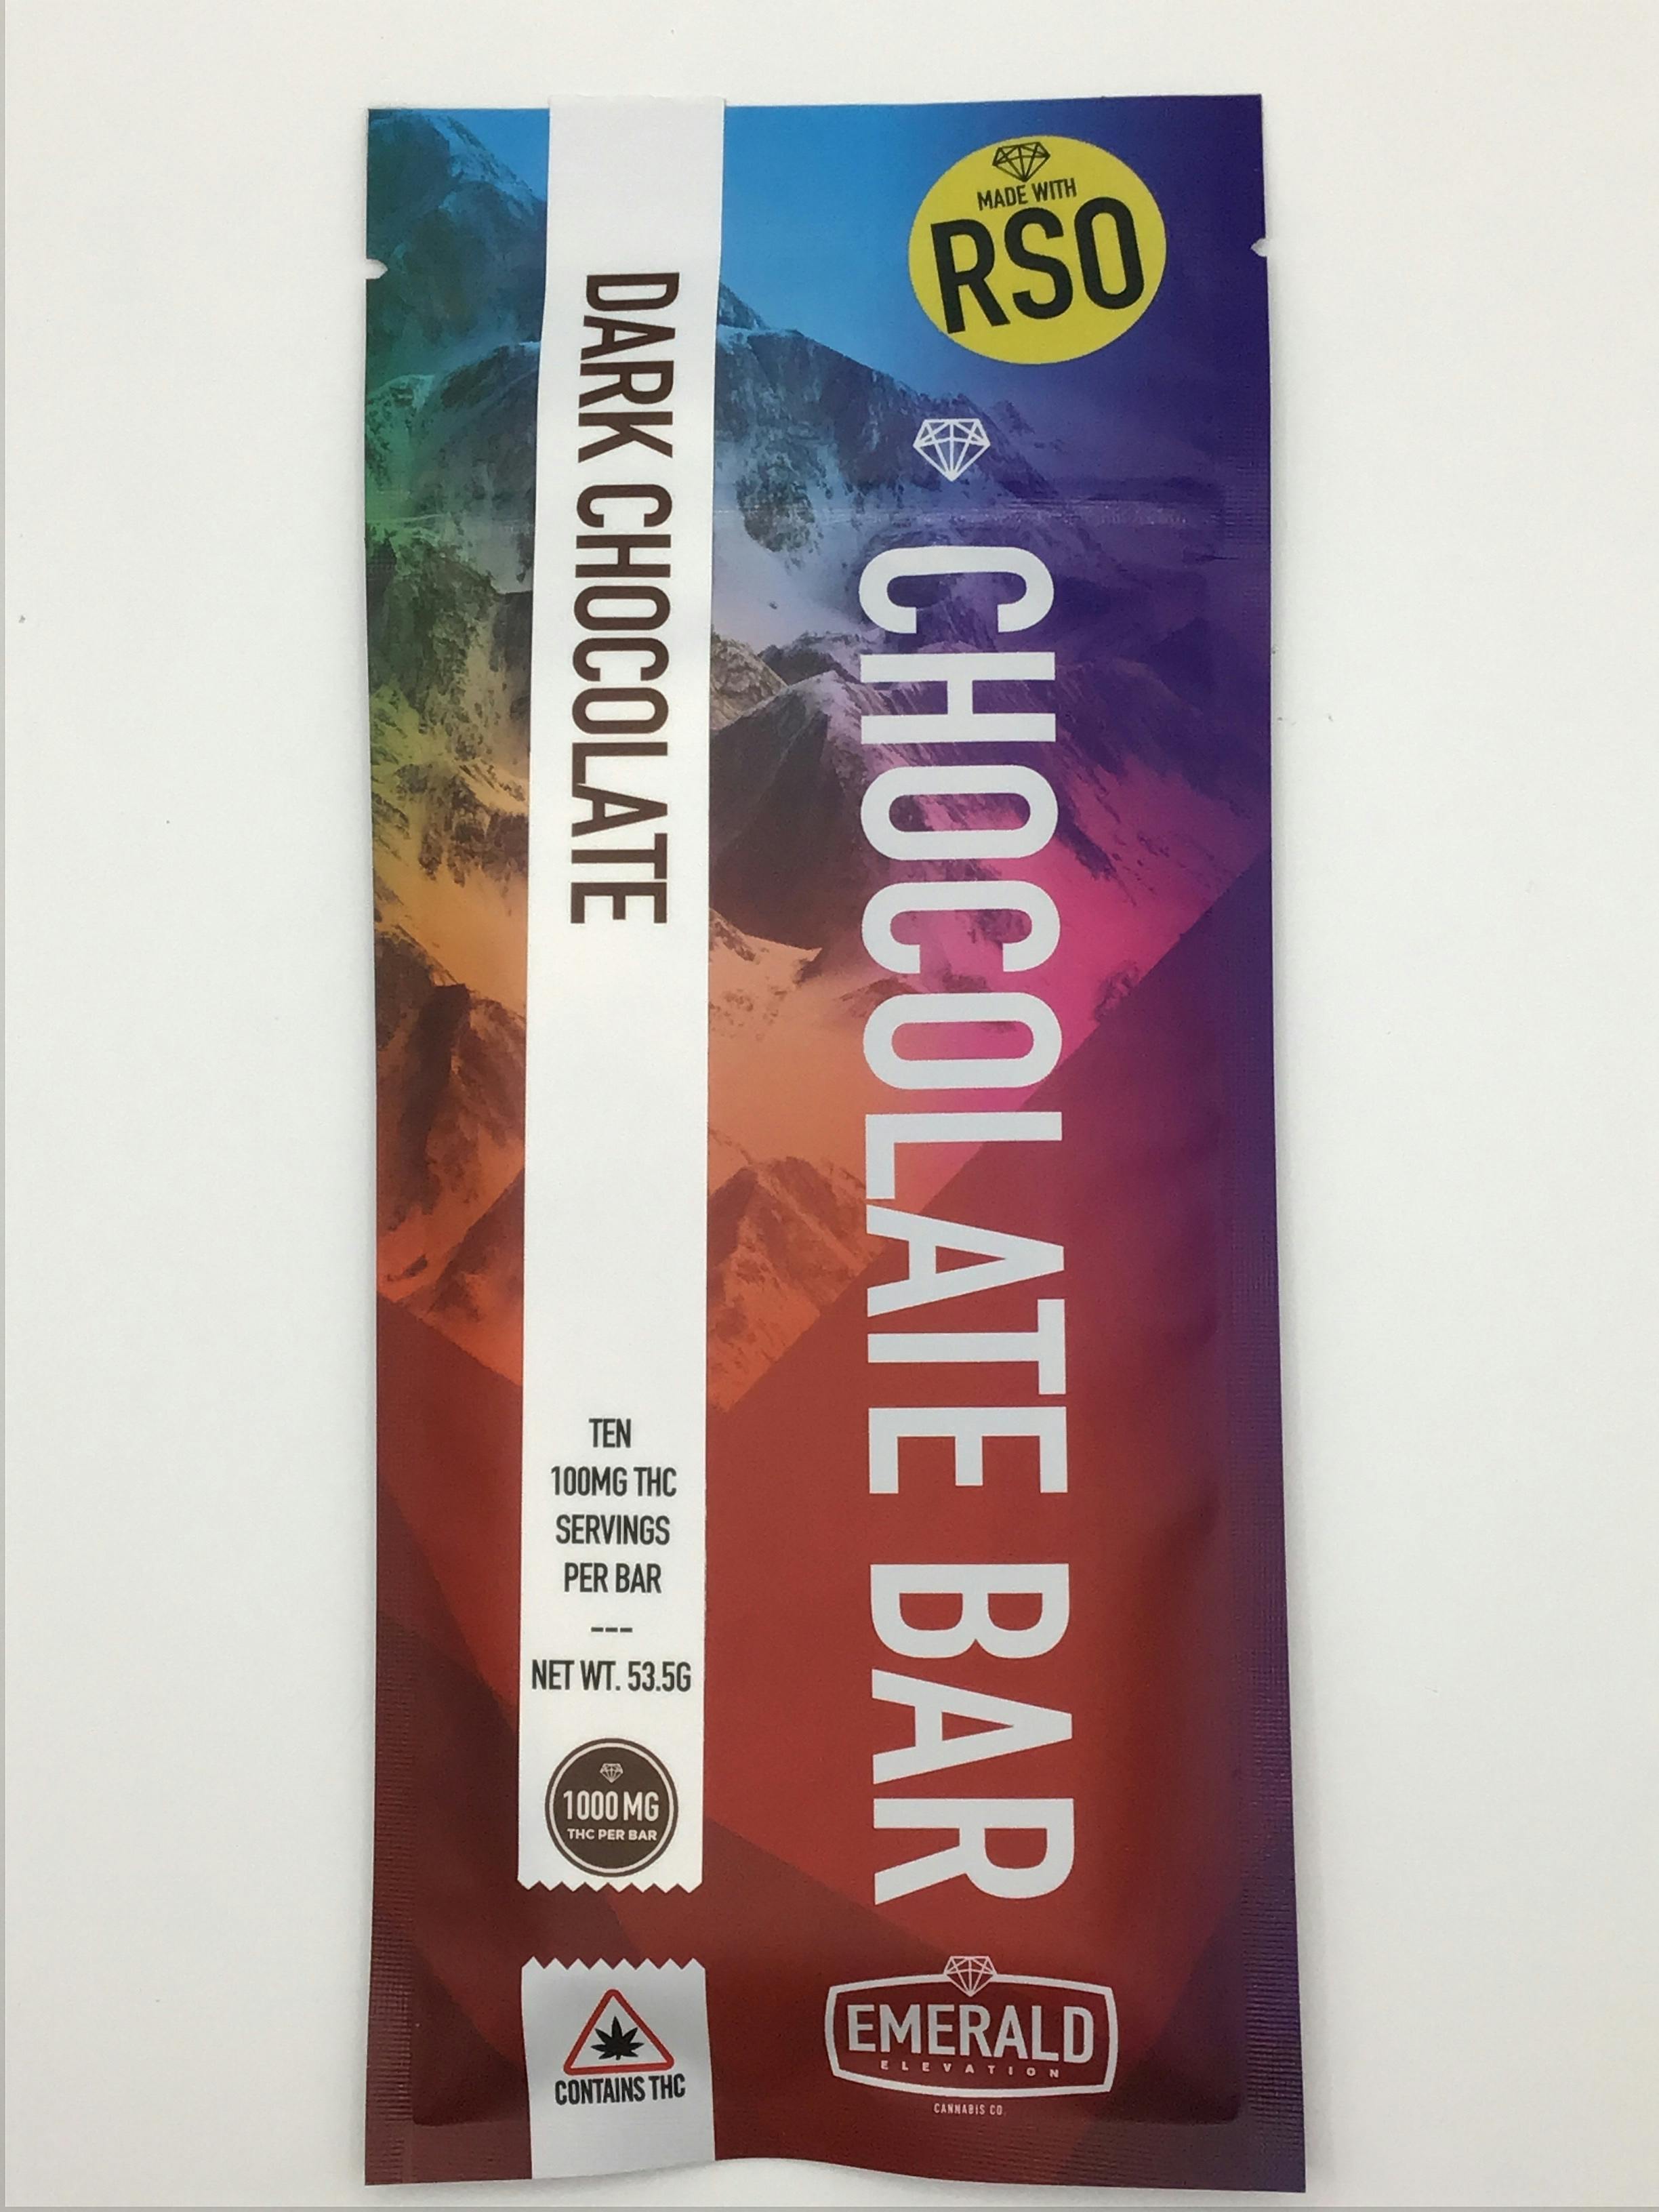 MADE WITH
RSO
DARK CHOCOLATE
CHOCOLATE BAR
TEN
100MG THC
SERVINGS
PER BAR
---
NET WT. 53.5G
1000 MG
THC PER BAR
CONTAINS THC
EMERALD
ELEVATION
CANNABIS CO.